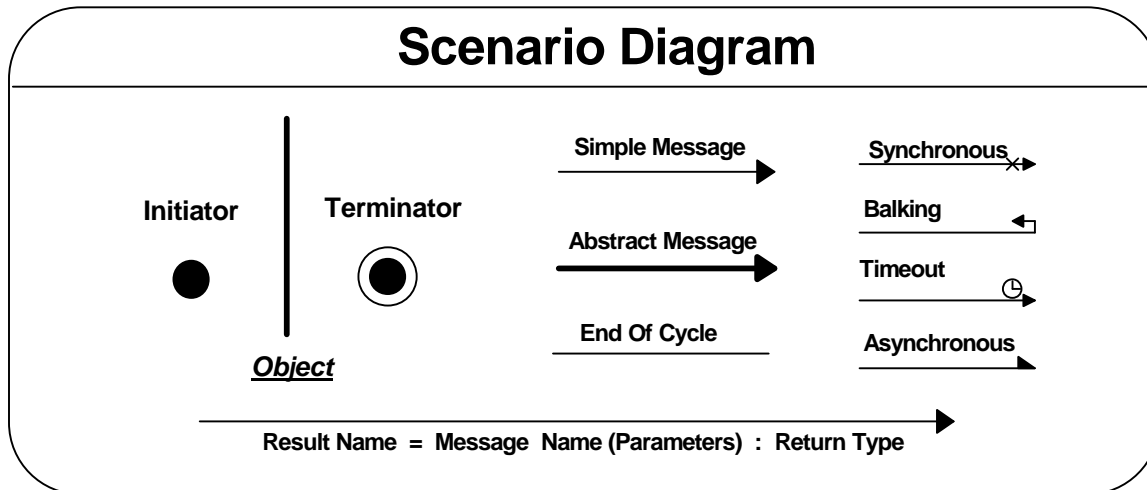 Scenario Diagram
Initiator
Terminator
Object
Simple Message
Abstract Message
End Of Cycle
Synchronous
Balking
Timeout
Asynchronous
Result Name = Message Name (Parameters) : Return Type